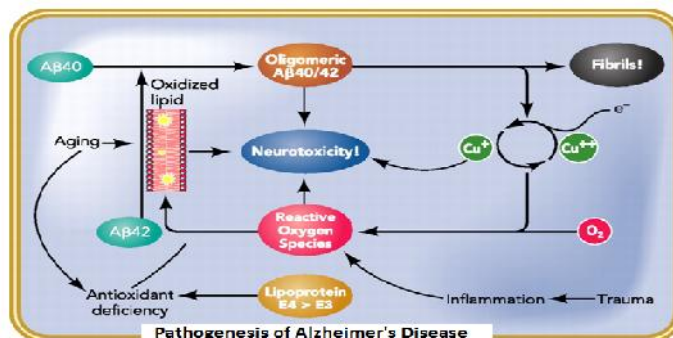 Aβ40
Oligomeric
Aβ40/42
Fibrils!
Oxidized
lipid
e⁻
Aging
Neurotoxicity!
Cu⁺
Cu⁺⁺
Aβ42
Reactive
Oxygen
Species
O₂
Antioxidant
deficiency
Lipoprotein
E4 > E3
Inflammation
Trauma
Pathogenesis of Alzheimer's Disease